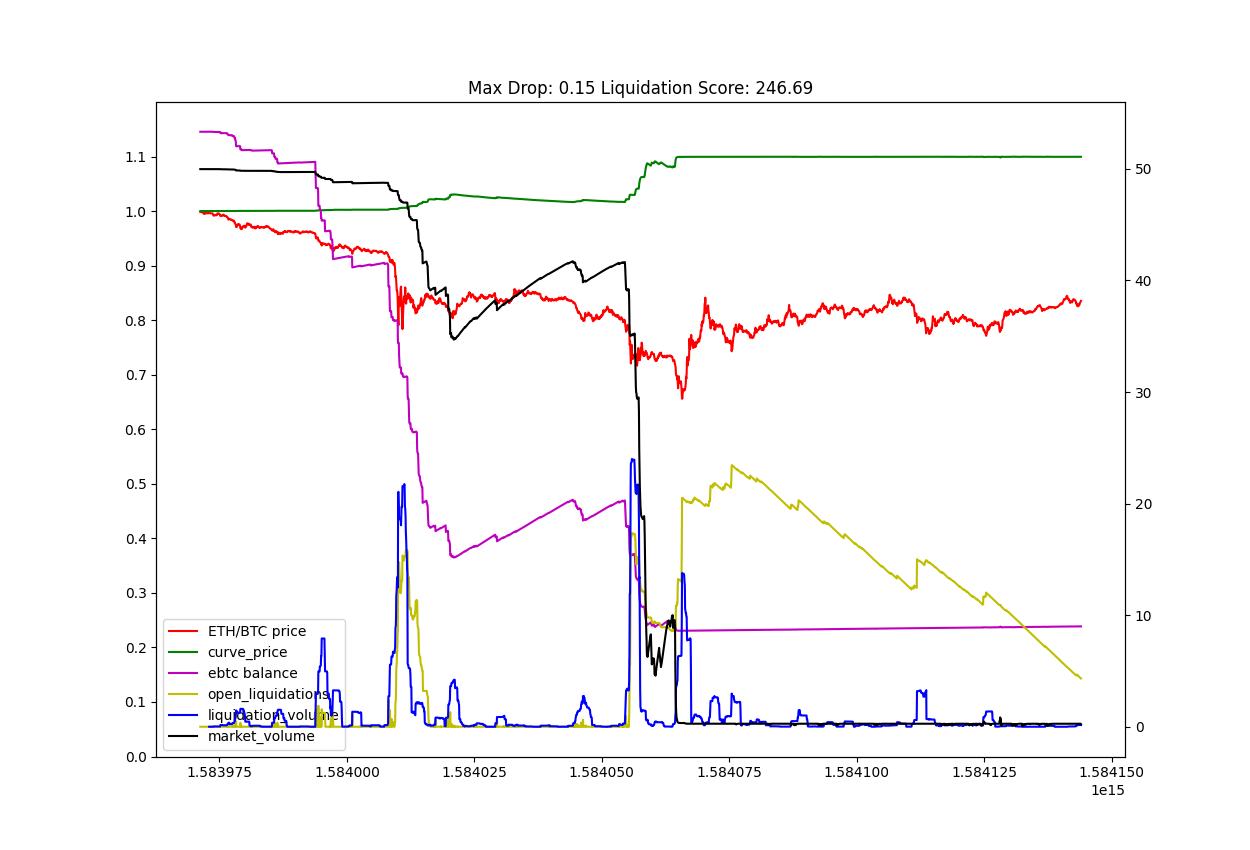 Max Drop: 0.15 Liquidation Score: 246.69
1.1
1.0
0.9
0.8
0.7
0.6
0.5
0.4
0.3
0.2
0.1
0.0
50
40
30
20
10
0
ETH/BTC price
curve_price
ebtc balance
open_liquidations
liquidation_volume
market_volume
1.583975 1.584000 1.584025 1.584050 1.584075 1.584100 1.584125 1.584150
1e15